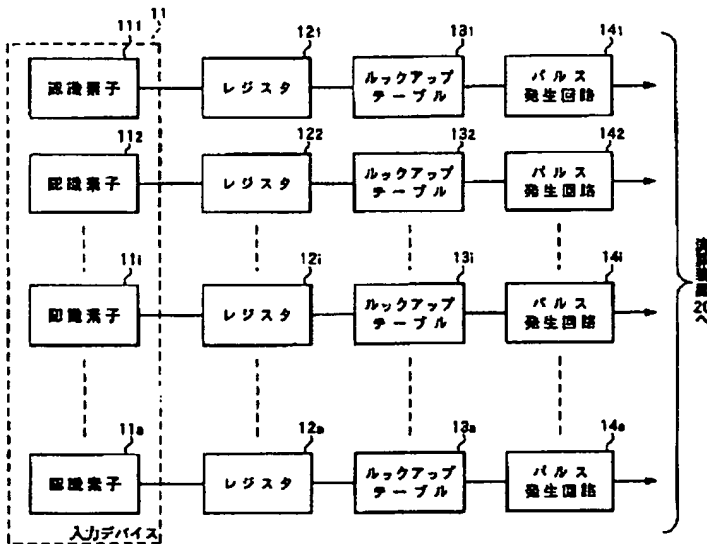 11
11₁
12₁
13₁
14₁
認識素子
レジスタ
ルックアップ
テーブル
パルス
発生回路
11₂
12₂
13₂
14₂
認識素子
レジスタ
ルックアップ
テーブル
パルス
発生回路
11i
12i
13i
14i
認識素子
レジスタ
ルックアップ
テーブル
パルス
発生回路
11a
12a
13a
14a
認識素子
レジスタ
ルックアップ
テーブル
パルス
発生回路
入力デバイス